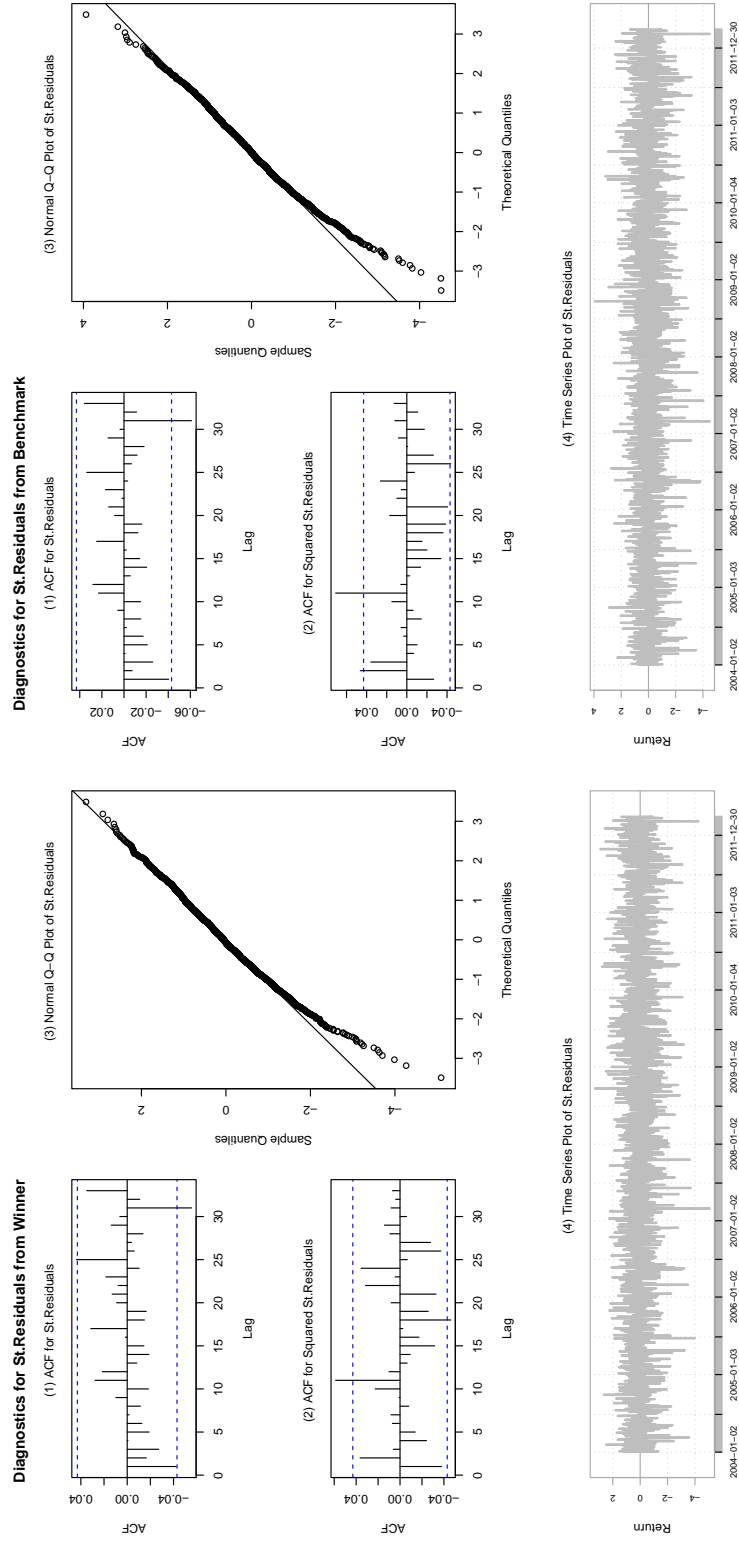 Diagnostics for St.Residuals from Winner
(1) ACF for St.Residuals
ACF
0.04
0.00
−0.04
0 5 10 15 20 25 30
Lag
(2) ACF for Squared St.Residuals
ACF
0.04
0.00
−0.04
0 5 10 15 20 25 30
Lag
(3) Normal Q−Q Plot of St.Residuals
Sample Quantiles
2
0
−2
−4
−3 −2 −1 0 1 2 3
Theoretical Quantiles
(4) Time Series Plot of St.Residuals
Return
2
0
−2
−4
2004−01−02 2005−01−03 2006−01−02 2007−01−02 2008−01−02 2009−01−02 2010−01−04 2011−01−03 2011−12−30
Diagnostics for St.Residuals from Benchmark
(1) ACF for St.Residuals
ACF
0.02
−0.02
−0.06
0 5 10 15 20 25 30
Lag
(2) ACF for Squared St.Residuals
ACF
0.04
0.00
−0.04
0 5 10 15 20 25 30
Lag
(3) Normal Q−Q Plot of St.Residuals
Sample Quantiles
4
2
0
−2
−4
−3 −2 −1 0 1 2 3
Theoretical Quantiles
(4) Time Series Plot of St.Residuals
Return
4
2
0
−2
−4
2004−01−02 2005−01−03 2006−01−02 2007−01−02 2008−01−02 2009−01−02 2010−01−04 2011−01−03 2011−12−30